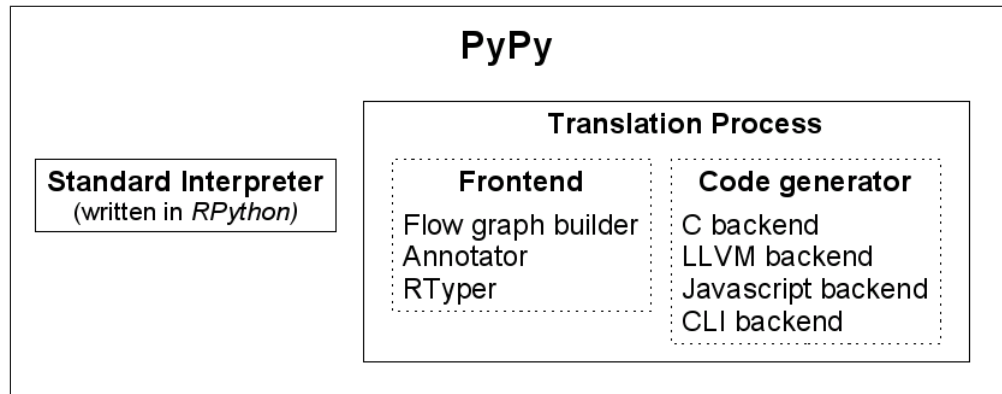 PyPy
Standard Interpreter
(written in RPython)
Translation Process
Frontend
Flow graph builder
Annotator
RTyper
Code generator
C backend
LLVM backend
Javascript backend
CLI backend